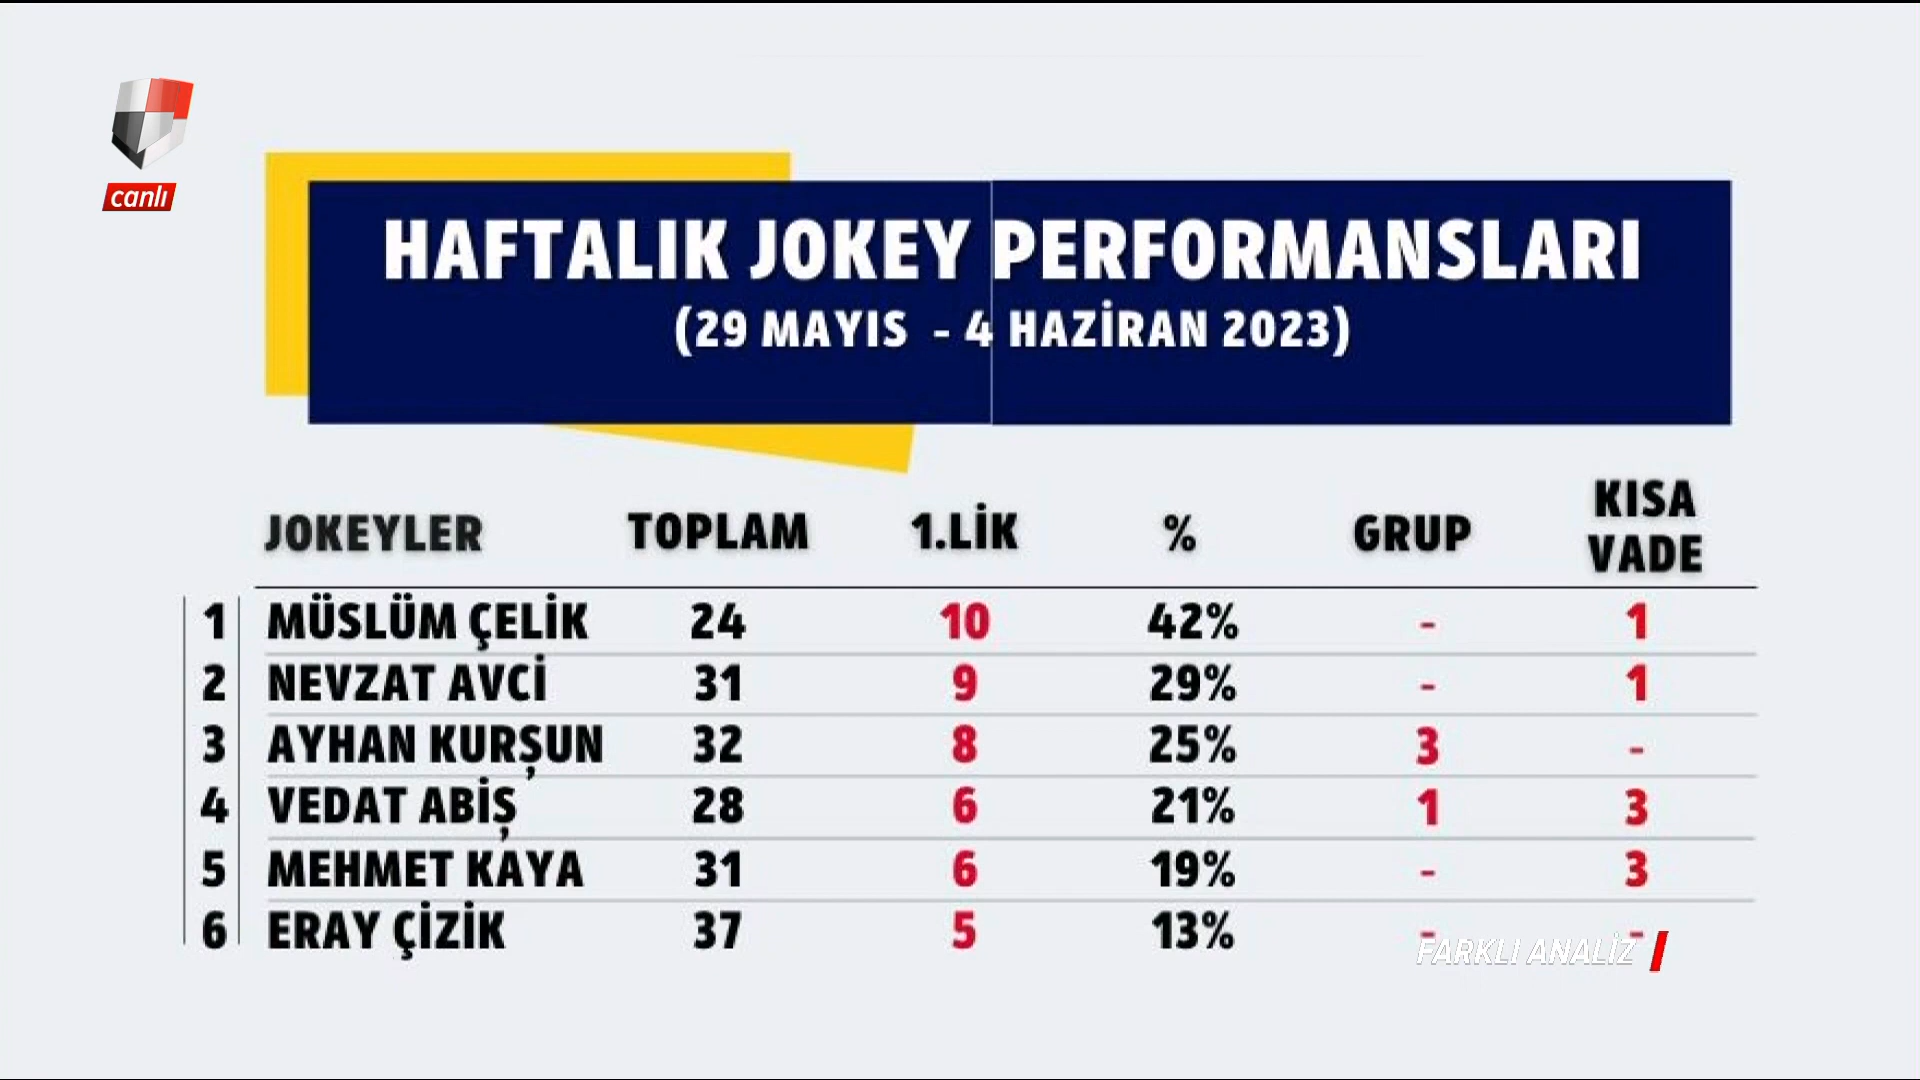 canlı
HAFTALIK JOKEY PERFORMANSLARI
(29 MAYIS - 4 HAZİRAN 2023)
JOKEYLER TOPLAM 1.LİK % GRUP KISA VADE
1 MÜSLÜM ÇELİK 24 10 42% - 1
2 NEVZAT AVCİ 31 9 29% - 1
3 AYHAN KURŞUN 32 8 25% 3 -
4 VEDAT ABİŞ 28 6 21% 1 3
5 MEHMET KAYA 31 6 19% - 3
6 ERAY ÇİZİK 37 5 13% - -
FARKLI ANALİZ